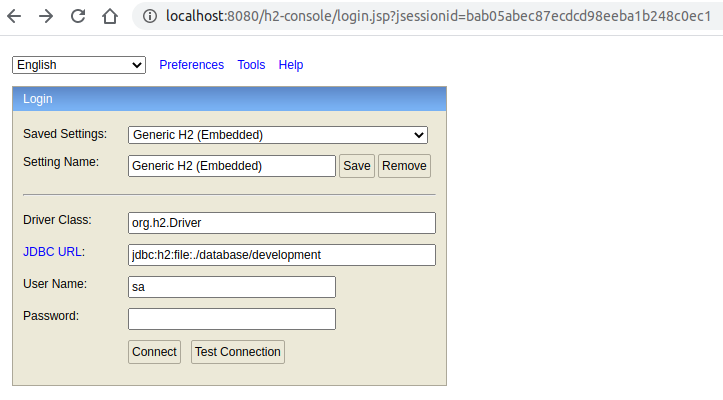 localhost:8080/h2-console/login.jsp?jsessionid=bab05abec87ecdcd98eeba1b248c0ec1
English Preferences Tools Help
Login
Saved Settings: Generic H2 (Embedded)
Setting Name: Generic H2 (Embedded) Save Remove
Driver Class: org.h2.Driver
JDBC URL: jdbc:h2:file:./database/development
User Name: sa
Password:
Connect Test Connection